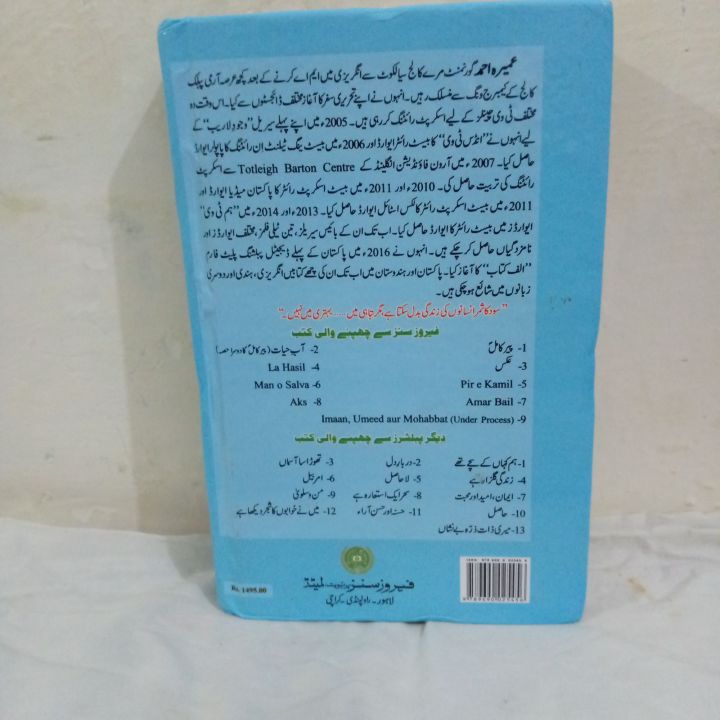 عمیرہ احمد گورنمنٹ مرے کالج سیالکوٹ سے انگریزی میں ایم اے کرنے کے بعد کچھ عرصہ آرمی پبلک
کالج کے کیمبرج ونگ سے منسلک رہیں۔ انہوں نے اپنے تحریری سفر کا آغاز مختلف ڈائجسٹوں سے کیا۔ اس وقت وہ
مختلف ٹی وی چینلز کے لیے اسکرپٹ رائٹنگ کر رہی ہیں۔ 2005ء میں اپنے پہلے سیریل ”وجودِ لاریب“ کے
لیے انہوں نے ”انڈس ٹی وی“ کا بیسٹ رائٹر ایوارڈ اور 2006ء میں بیسٹ ینگ ٹیلنٹ ان رائٹنگ کا پاپولر ایوارڈ
حاصل کیا۔ 2007ء میں آرون فاؤنڈیشن انگلینڈ کے Totleigh Barton Centre سے اسکرپٹ
رائٹنگ کی تربیت حاصل کی۔ 2010ء اور 2011ء میں بیسٹ اسکرپٹ رائٹر کا پاکستان میڈیا ایوارڈ اور
2011ء میں بیسٹ اسکرپٹ رائٹر کا لکس اسٹائل ایوارڈ حاصل کیا۔ 2013ء اور 2014ء میں ”ہم ٹی وی“
ایوارڈز میں بیسٹ رائٹر کا ایوارڈ حاصل کیا۔ اب تک ان کے بائیس سیریلز، تین ٹیلی فلمز، مختلف ایوارڈز اور
نامزدگیاں حاصل کر چکے ہیں۔ انہوں نے 2016ء میں پاکستان کے پہلے ڈیجیٹل پبلشنگ پلیٹ فارم
”الف کتاب“ کا آغاز کیا۔ پاکستان اور ہندوستان میں اب تک ان کی چھے کتابیں انگریزی، ہندی اور دوسری
زبانوں میں شائع ہو چکی ہیں۔
”سود کا ثمر انسانوں کی زندگی بدل سکتا ہے، مگر تباہی میں ..... بہتری میں نہیں۔“
فیروز سنز سے چھپنے والی کتب
1- پیرِ کاملؐ 2- آبِ حیات (پیرِ کاملؐ کا دوسرا حصہ)
3- عکس 4- La Hasil
5- Pir e Kamil 6- Man o Salva
7- Amar Bail 8- Aks
9- Imaan, Umeed aur Mohabbat (Under Process)
دیگر پبلشرز سے چھپنے والی کتب
1- ہم کہاں کے سچے تھے 2- دربارِ دل 3- تھوڑا سا آسماں
4- زندگی گلزار ہے 5- لاحاصل 6- امر بیل
7- ایمان، امید اور محبت 8- سحر ایک استعارہ ہے 9- من و سلویٰ
10- حاصل 11- حسنہ اور حسن آراء 12- میں نے خوابوں کا شجر دیکھا ہے
13- میری ذات ذرّہ بے نشاں
فیروز سنز پرائیویٹ لمیٹڈ
لاہور۔ راولپنڈی۔ کراچی
Rs. 1495.00